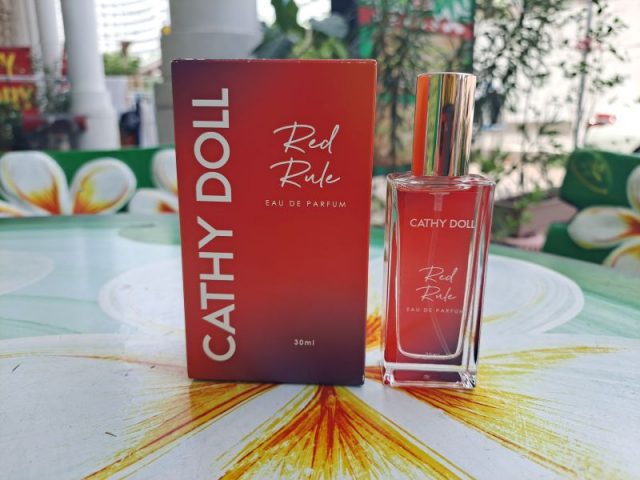 CATHY DOLL
Red
Rule
EAU DE PARFUM
30ml
CATHY DOLL
Red
Rule
EAU DE PARFUM